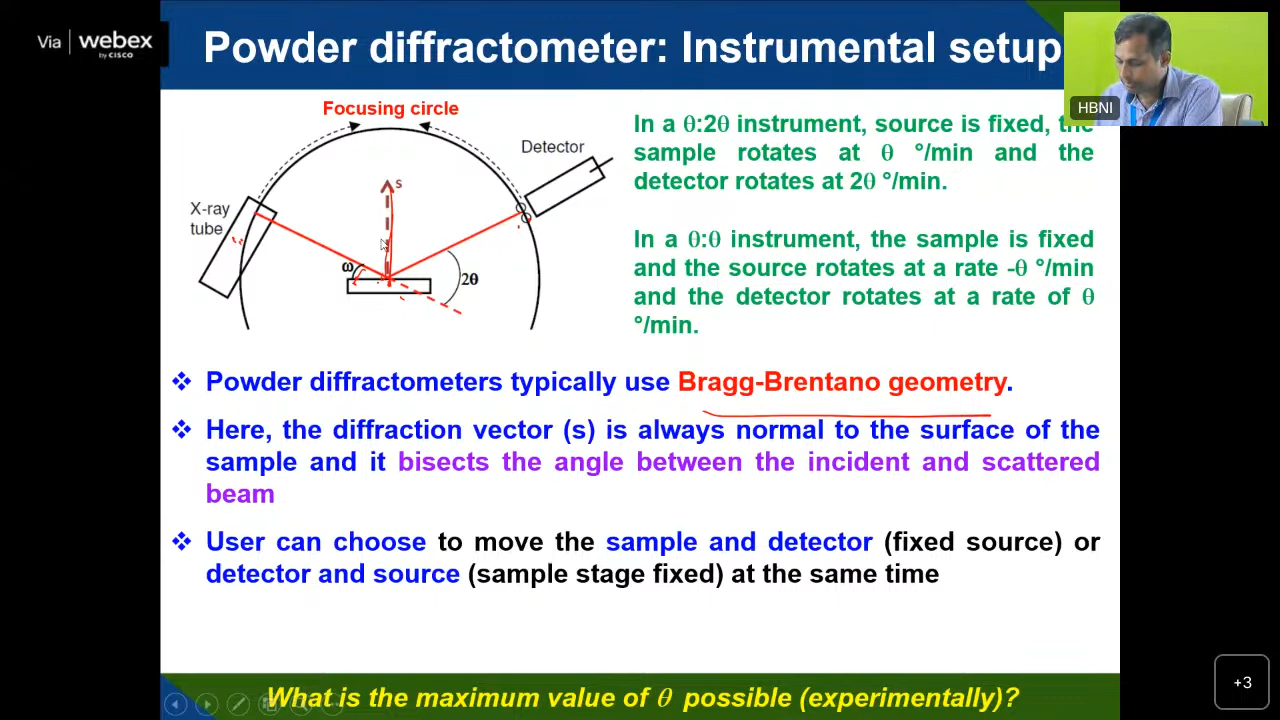 Via webex
by CISCO
Powder diffractometer: Instrumental setup
HBNI
Focusing circle
Detector
X-ray
tube
s
ω
2θ
In a θ:2θ instrument, source is fixed, the
sample rotates at θ °/min and the
detector rotates at 2θ °/min.
In a θ:θ instrument, the sample is fixed
and the source rotates at a rate -θ °/min
and the detector rotates at a rate of θ
°/min.
❖ Powder diffractometers typically use Bragg-Brentano geometry.
❖ Here, the diffraction vector (s) is always normal to the surface of the
sample and it bisects the angle between the incident and scattered
beam
❖ User can choose to move the sample and detector (fixed source) or
detector and source (sample stage fixed) at the same time
What is the maximum value of θ possible (experimentally)?
+3